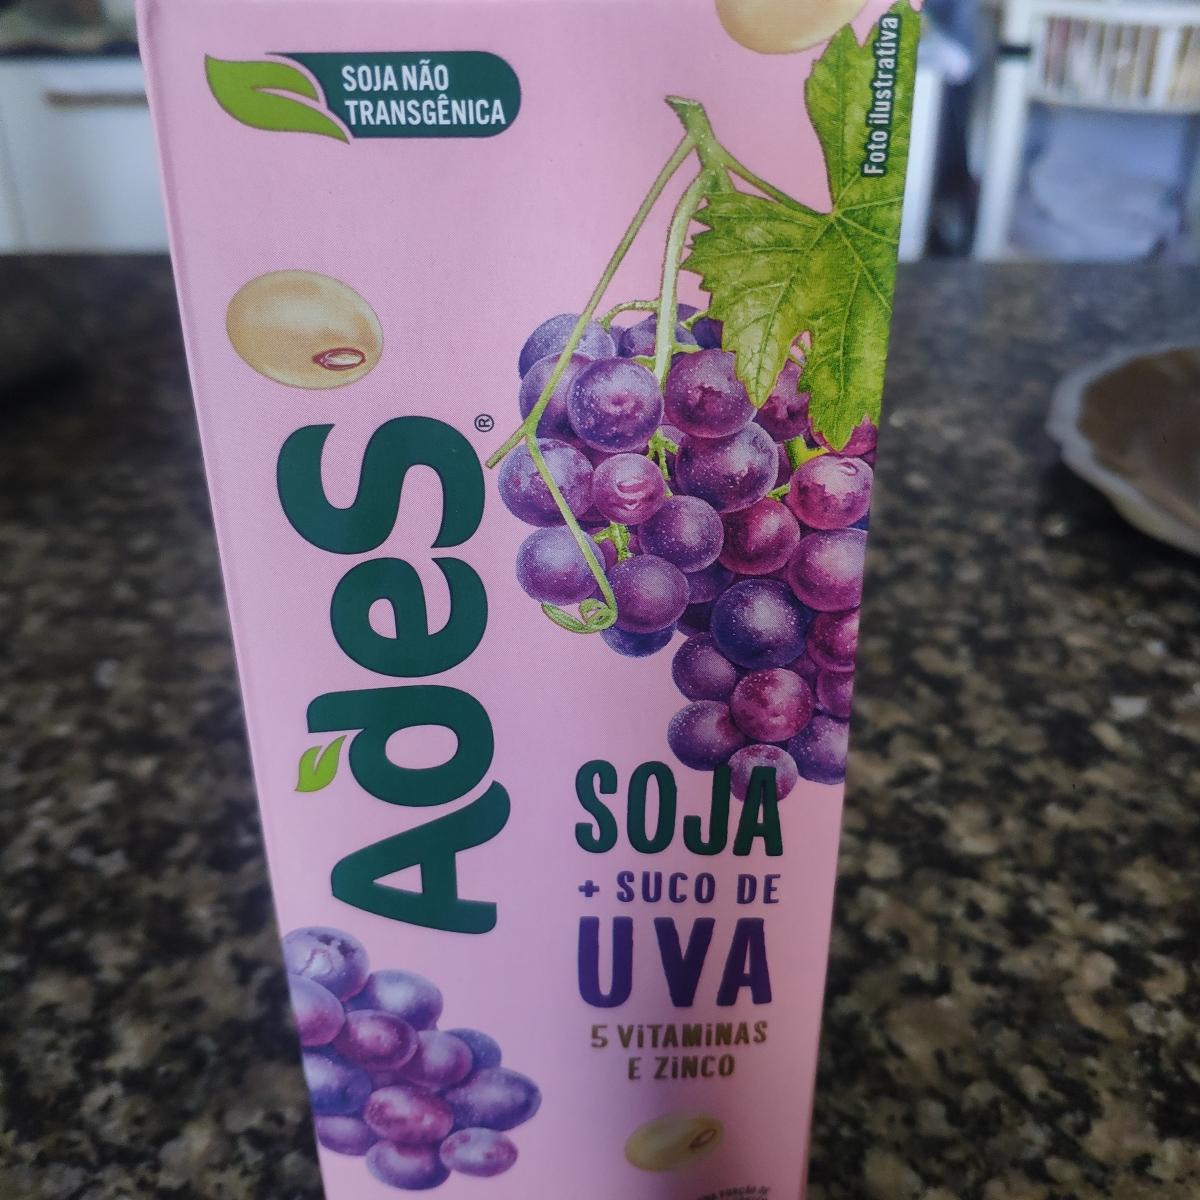 SOJA NÃO
TRANSGÊNICA
Foto ilustrativa
AdeS®
SOJA
+ SUCO DE
UVA
5 ViTAMiNAS
E ZiNCO